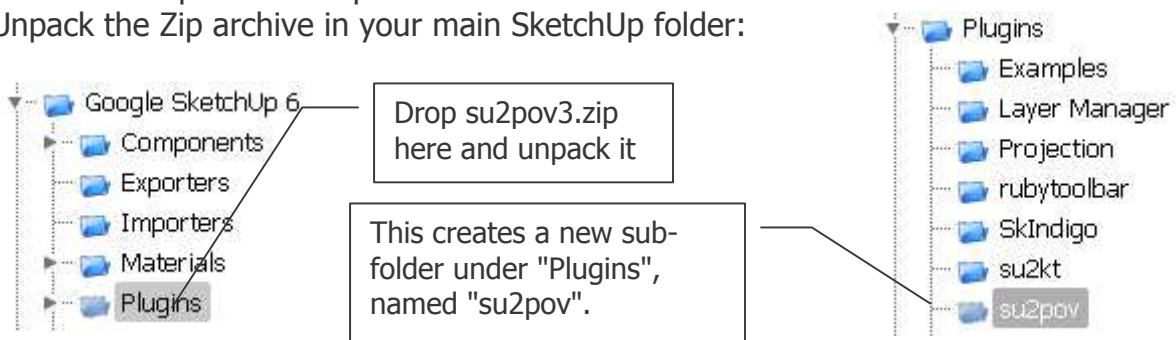 Unpack the Zip archive in your main SketchUp folder:
Google SketchUp 6
Components
Exporters
Importers
Materials
Plugins
Drop su2pov3.zip
here and unpack it
This creates a new sub-
folder under "Plugins",
named "su2pov".
Plugins
Examples
Layer Manager
Projection
rubytoolbar
SkIndigo
su2kt
su2pov